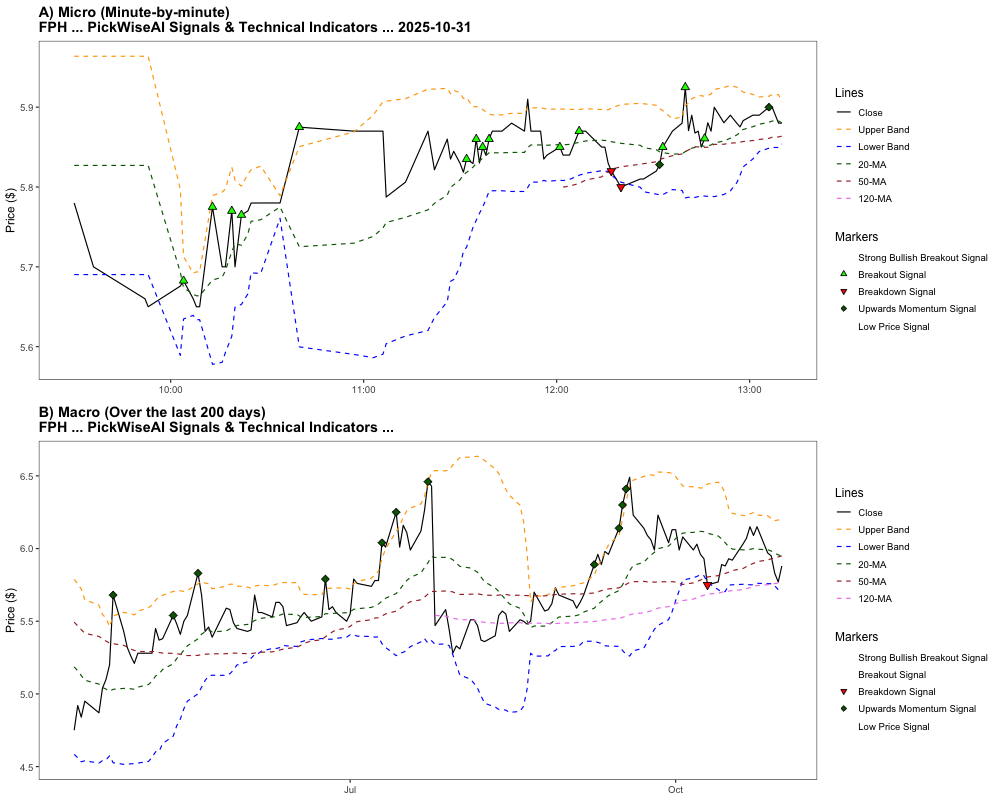 A) Micro (Minute-by-minute)
FPH ... PickWiseAI Signals & Technical Indicators ... 2025-10-31
Price ($)
5.9
5.8
5.7
5.6
10:00
11:00
12:00
13:00
Lines
Close
Upper Band
Lower Band
20-MA
50-MA
120-MA
Markers
Strong Bullish Breakout Signal
Breakout Signal
Breakdown Signal
Upwards Momentum Signal
Low Price Signal
B) Macro (Over the last 200 days)
FPH ... PickWiseAI Signals & Technical Indicators ...
Price ($)
6.5
6.0
5.5
5.0
4.5
Jul
Oct
Lines
Close
Upper Band
Lower Band
20-MA
50-MA
120-MA
Markers
Strong Bullish Breakout Signal
Breakout Signal
Breakdown Signal
Upwards Momentum Signal
Low Price Signal